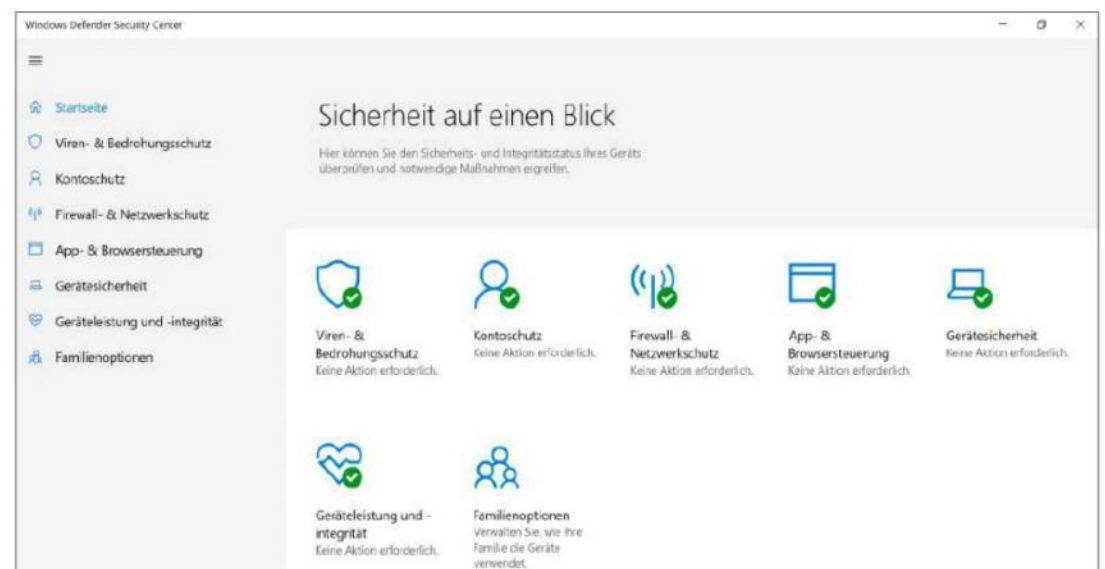 Windows Defender Security Center
Startseite
Viren- & Bedrohungsschutz
Kontoschutz
Firewall- & Netzwerkschutz
App- & Browsersteuerung
Gerätesicherheit
Geräteleistung und -integrität
Familienoptionen
Sicherheit auf einen Blick
Hier können Sie den Sicherheits- und Integritätsstatus Ihres Geräts
überprüfen und notwendige Maßnahmen ergreifen.
Viren- &
Bedrohungsschutz
Keine Aktion erforderlich.
Kontoschutz
Keine Aktion erforderlich.
Firewall- &
Netzwerkschutz
Keine Aktion erforderlich.
App- &
Browsersteuerung
Keine Aktion erforderlich.
Gerätesicherheit
Keine Aktion erforderlich.
Geräteleistung und -
integrität
Keine Aktion erforderlich.
Familienoptionen
Verwalten Sie, wie Ihre
Familie die Geräte
verwendet.